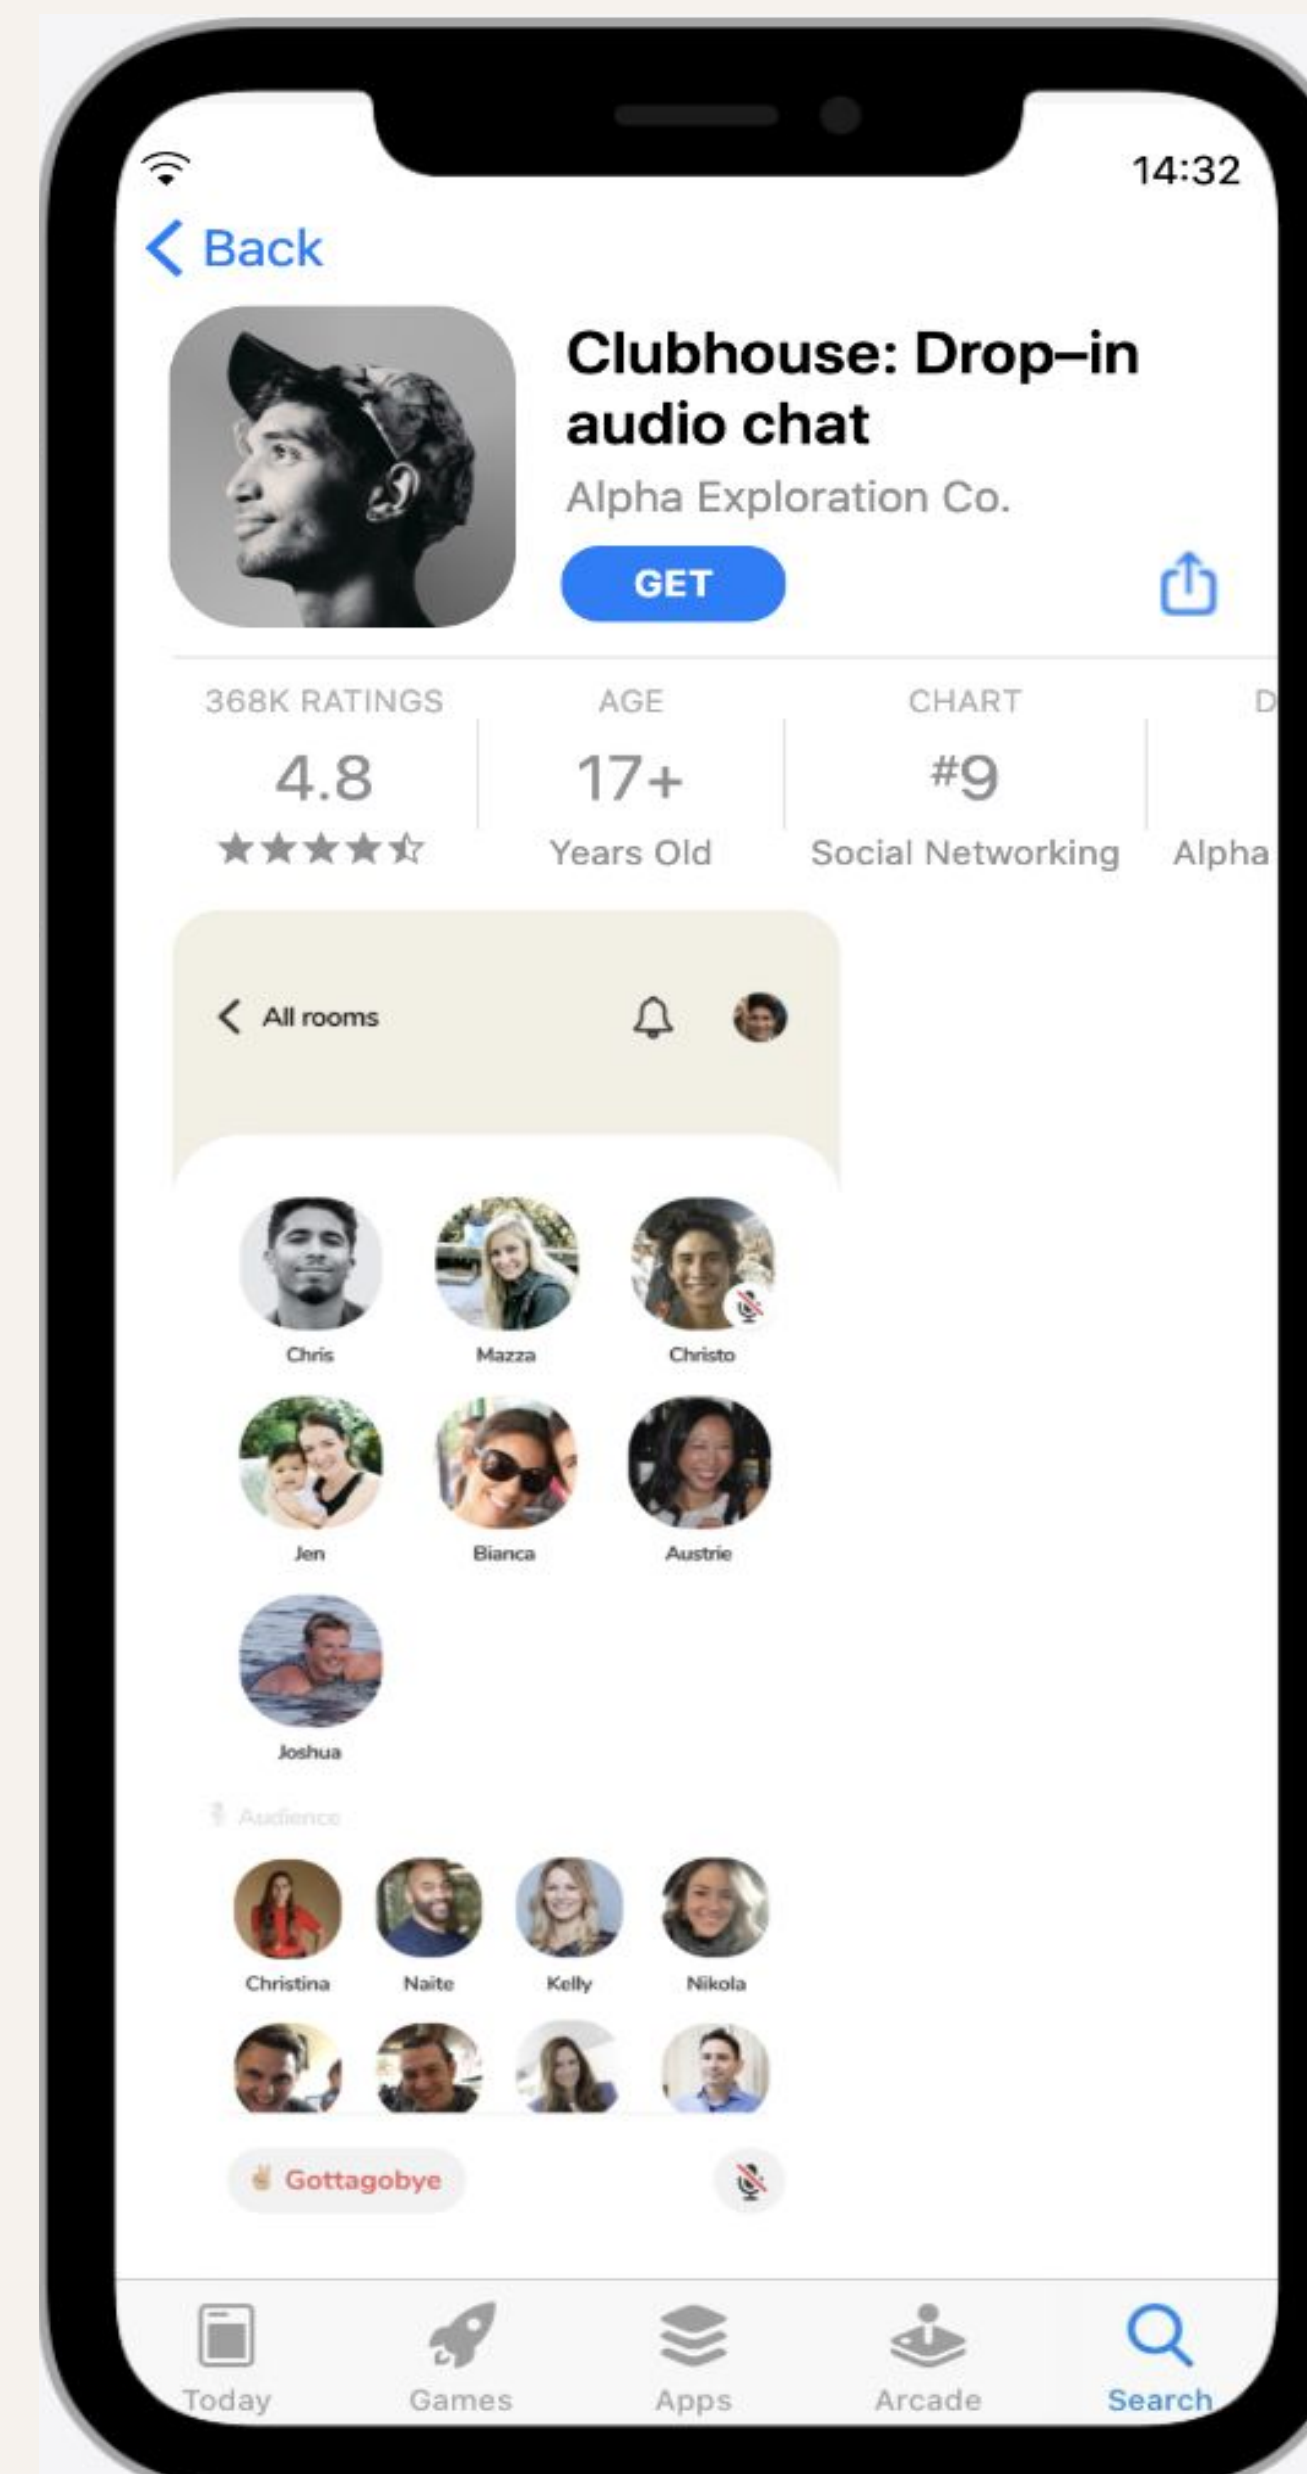 14:32
Back
Clubhouse: Drop–in
audio chat
Alpha Exploration Co.
GET
368K RATINGS
AGE
CHART
D
4.8
17+
#9
Years Old
Social Networking
Alpha
All rooms
Chris
Mazza
Christo
Jen
Bianca
Austrie
Joshua
Audience
Christina
Naite
Kelly
Nikola
✌🏼 Gottagobye
Today
Games
Apps
Arcade
Search